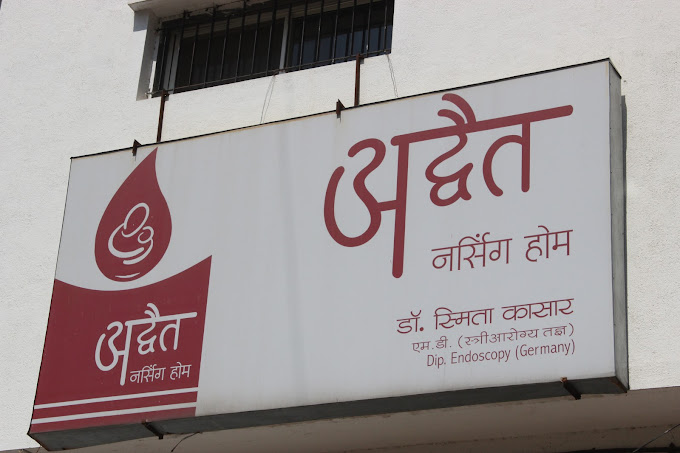 अद्वैत
नर्सिंग होम
अद्वैत
नर्सिंग होम
डॉ. स्मिता कासार
एम.डी. (स्त्रीआरोग्य तज्ञ)
Dip. Endoscopy (Germany)